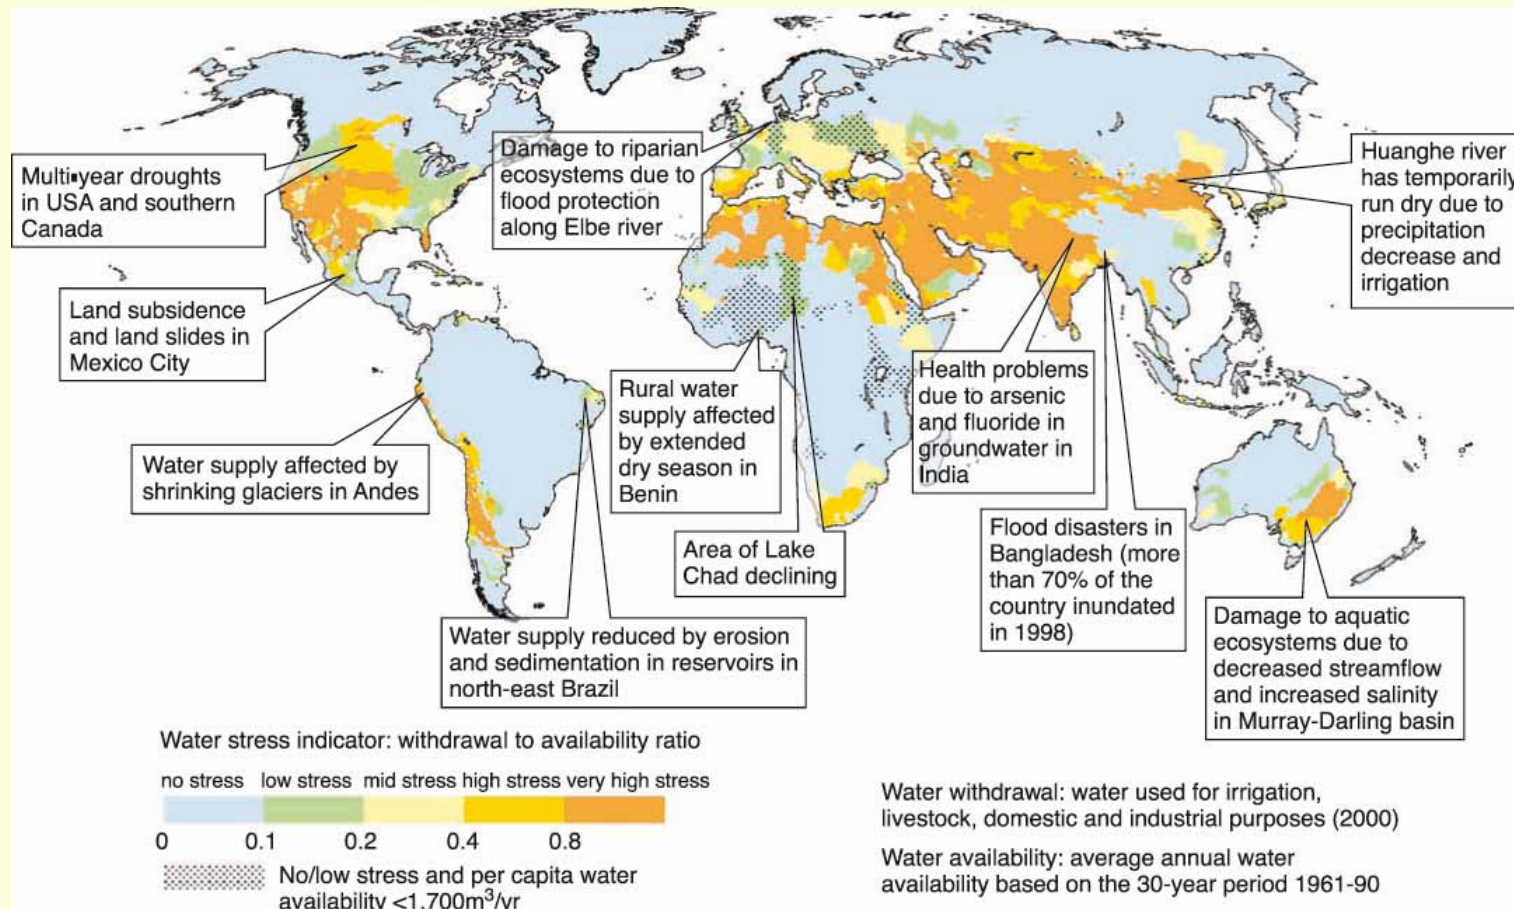 Multi-year droughts
in USA and southern
Canada
Damage to riparian
ecosystems due to
flood protection
along Elbe river
Huanghe river
has temporarily
run dry due to
precipitation
decrease and
irrigation
Land subsidence
and land slides in
Mexico City
Water supply affected by
shrinking glaciers in Andes
Rural water
supply affected
by extended
dry season in
Benin
Health problems
due to arsenic
and fluoride in
groundwater in
India
Area of Lake
Chad declining
Flood disasters in
Bangladesh (more
than 70% of the
country inundated
in 1998)
Water supply reduced by erosion
and sedimentation in reservoirs in
north-east Brazil
Damage to aquatic
ecosystems due to
decreased streamflow
and increased salinity
in Murray-Darling basin
Water stress indicator: withdrawal to availability ratio
no stress low stress mid stress high stress very high stress
0 0.1 0.2 0.4 0.8
No/low stress and per capita water
availability <1,700m³/yr
Water withdrawal: water used for irrigation,
livestock, domestic and industrial purposes (2000)
Water availability: average annual water
availability based on the 30-year period 1961-90